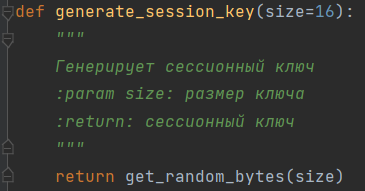 def generate_session_key(size=16):
"""
Генерирует сессионный ключ
:param size: размер ключа
:return: сессионный ключ
"""
return get_random_bytes(size)